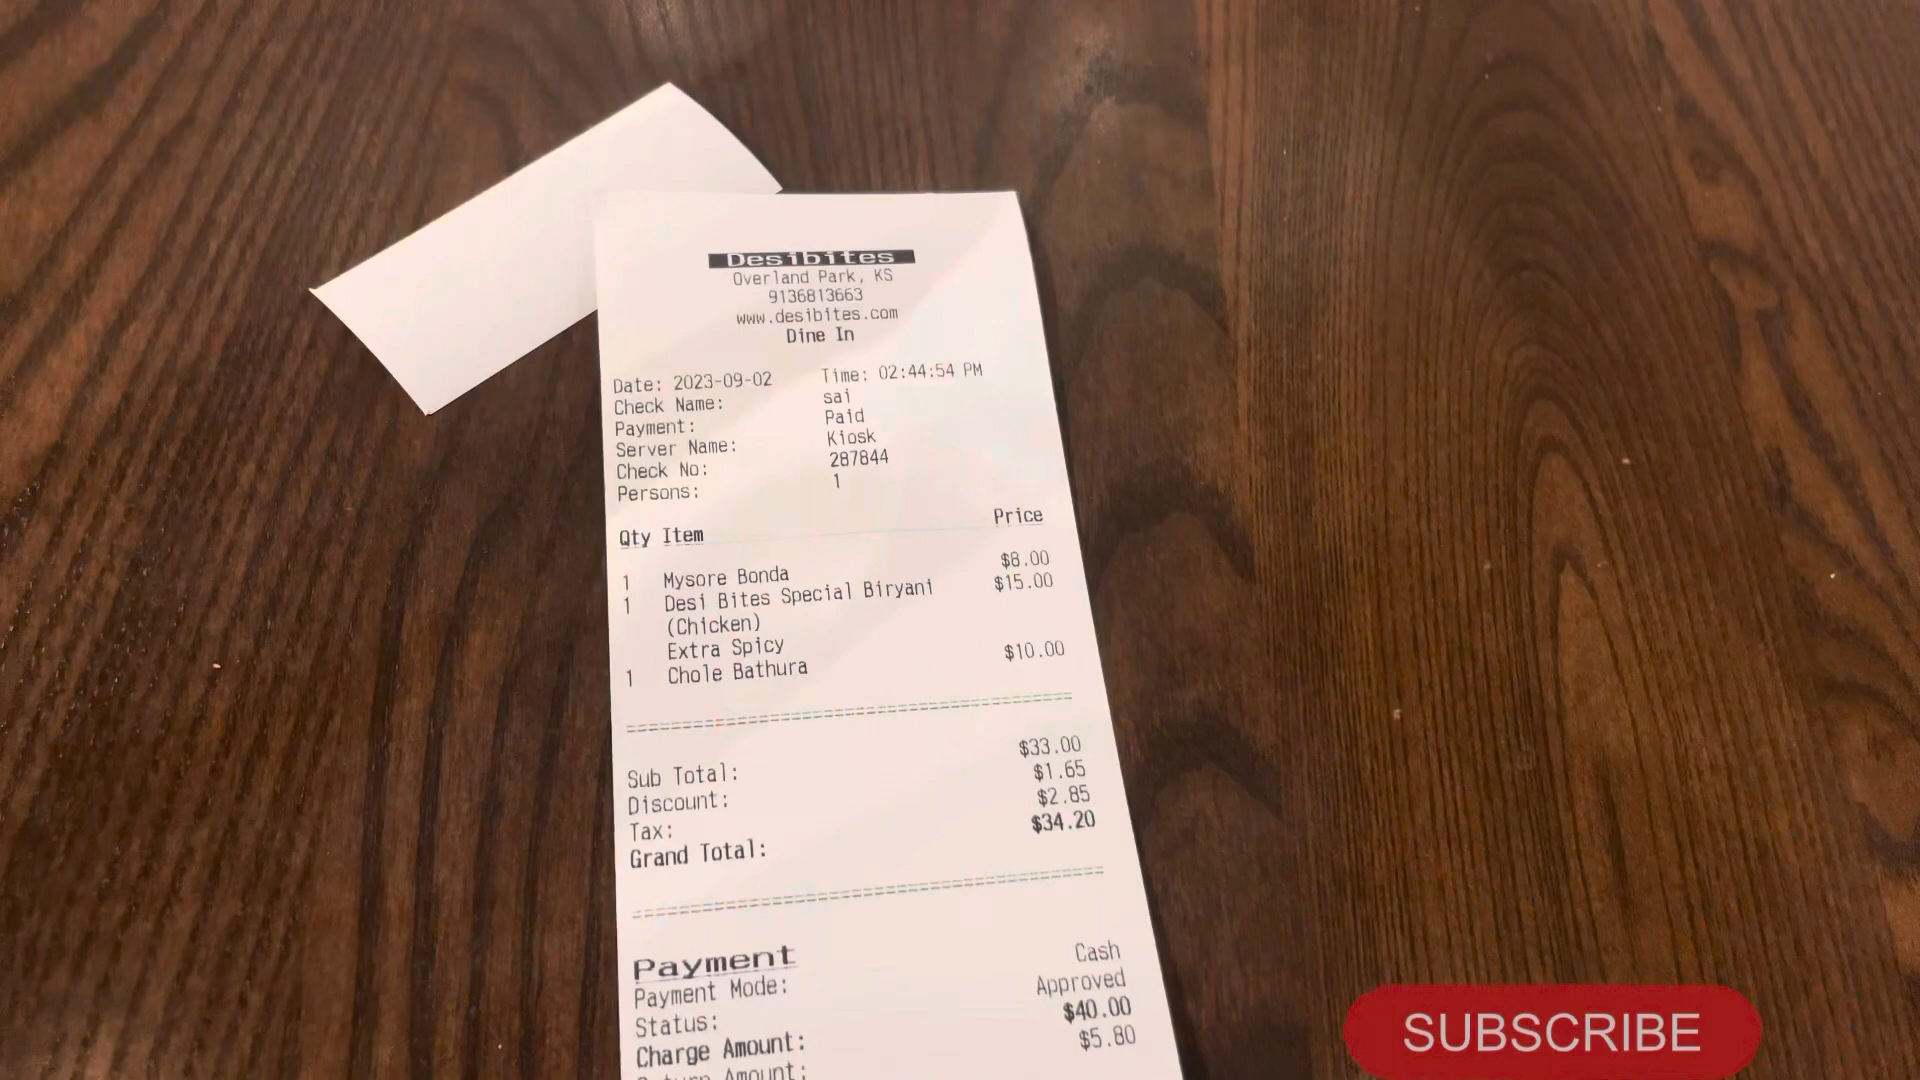 Desibites
Overland Park, KS
9136813663
www.desibites.com
Dine In
Date: 2023-09-02 Time: 02:44:54 PM
Check Name: sai
Payment: Paid
Server Name: Kiosk
Check No: 287844
Persons: 1
Qty Item Price
1 Mysore Bonda $8.00
1 Desi Bites Special Biryani $15.00
(Chicken)
Extra Spicy
1 Chole Bathura $10.00
Sub Total: $33.00
Discount: $1.65
Tax: $2.85
Grand Total: $34.20
Payment
Payment Mode: Cash
Status: Approved
Charge Amount: $40.00
Return Amount: $5.80
SUBSCRIBE